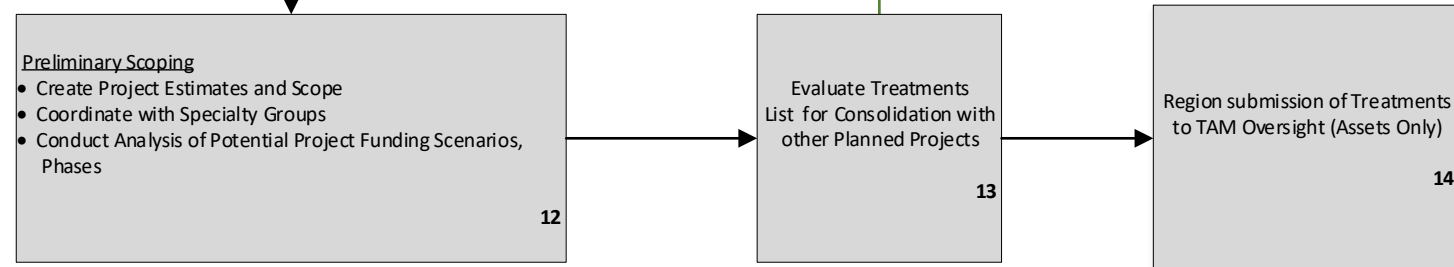 Preliminary Scoping
• Create Project Estimates and Scope
• Coordinate with Specialty Groups
• Conduct Analysis of Potential Project Funding Scenarios,
Phases
12
Evaluate Treatments
List for Consolidation with
other Planned Projects
13
Region submission of Treatments
to TAM Oversight (Assets Only)
14